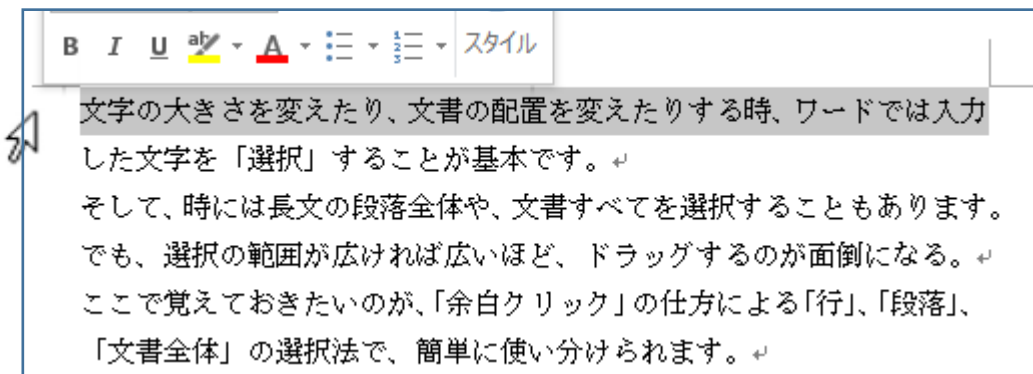 B I U ab A スタイル
文字の大きさを変えたり、文書の配置を変えたりする時、ワードでは入力
した文字を「選択」することが基本です。↵
そして、時には長文の段落全体や、文書すべてを選択することもあります。
でも、選択の範囲が広ければ広いほど、ドラッグするのが面倒になる。↵
ここで覚えておきたいのが、「余白クリック」の仕方による「行」、「段落」、
「文書全体」の選択法で、簡単に使い分けられます。↵